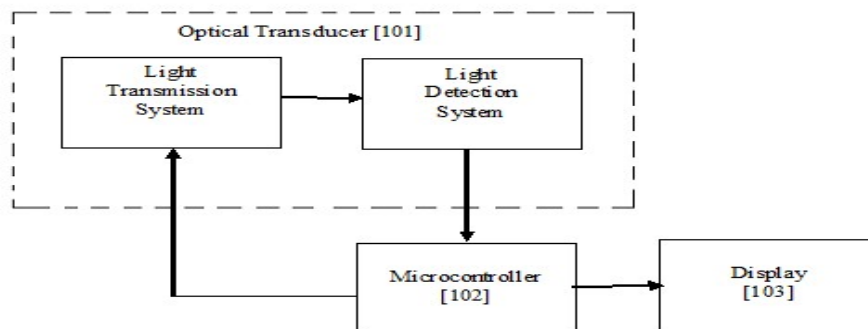 Optical Transducer [101]
Light
Transmission
System
Light
Detection
System
Microcontroller
[102]
Display
[103]